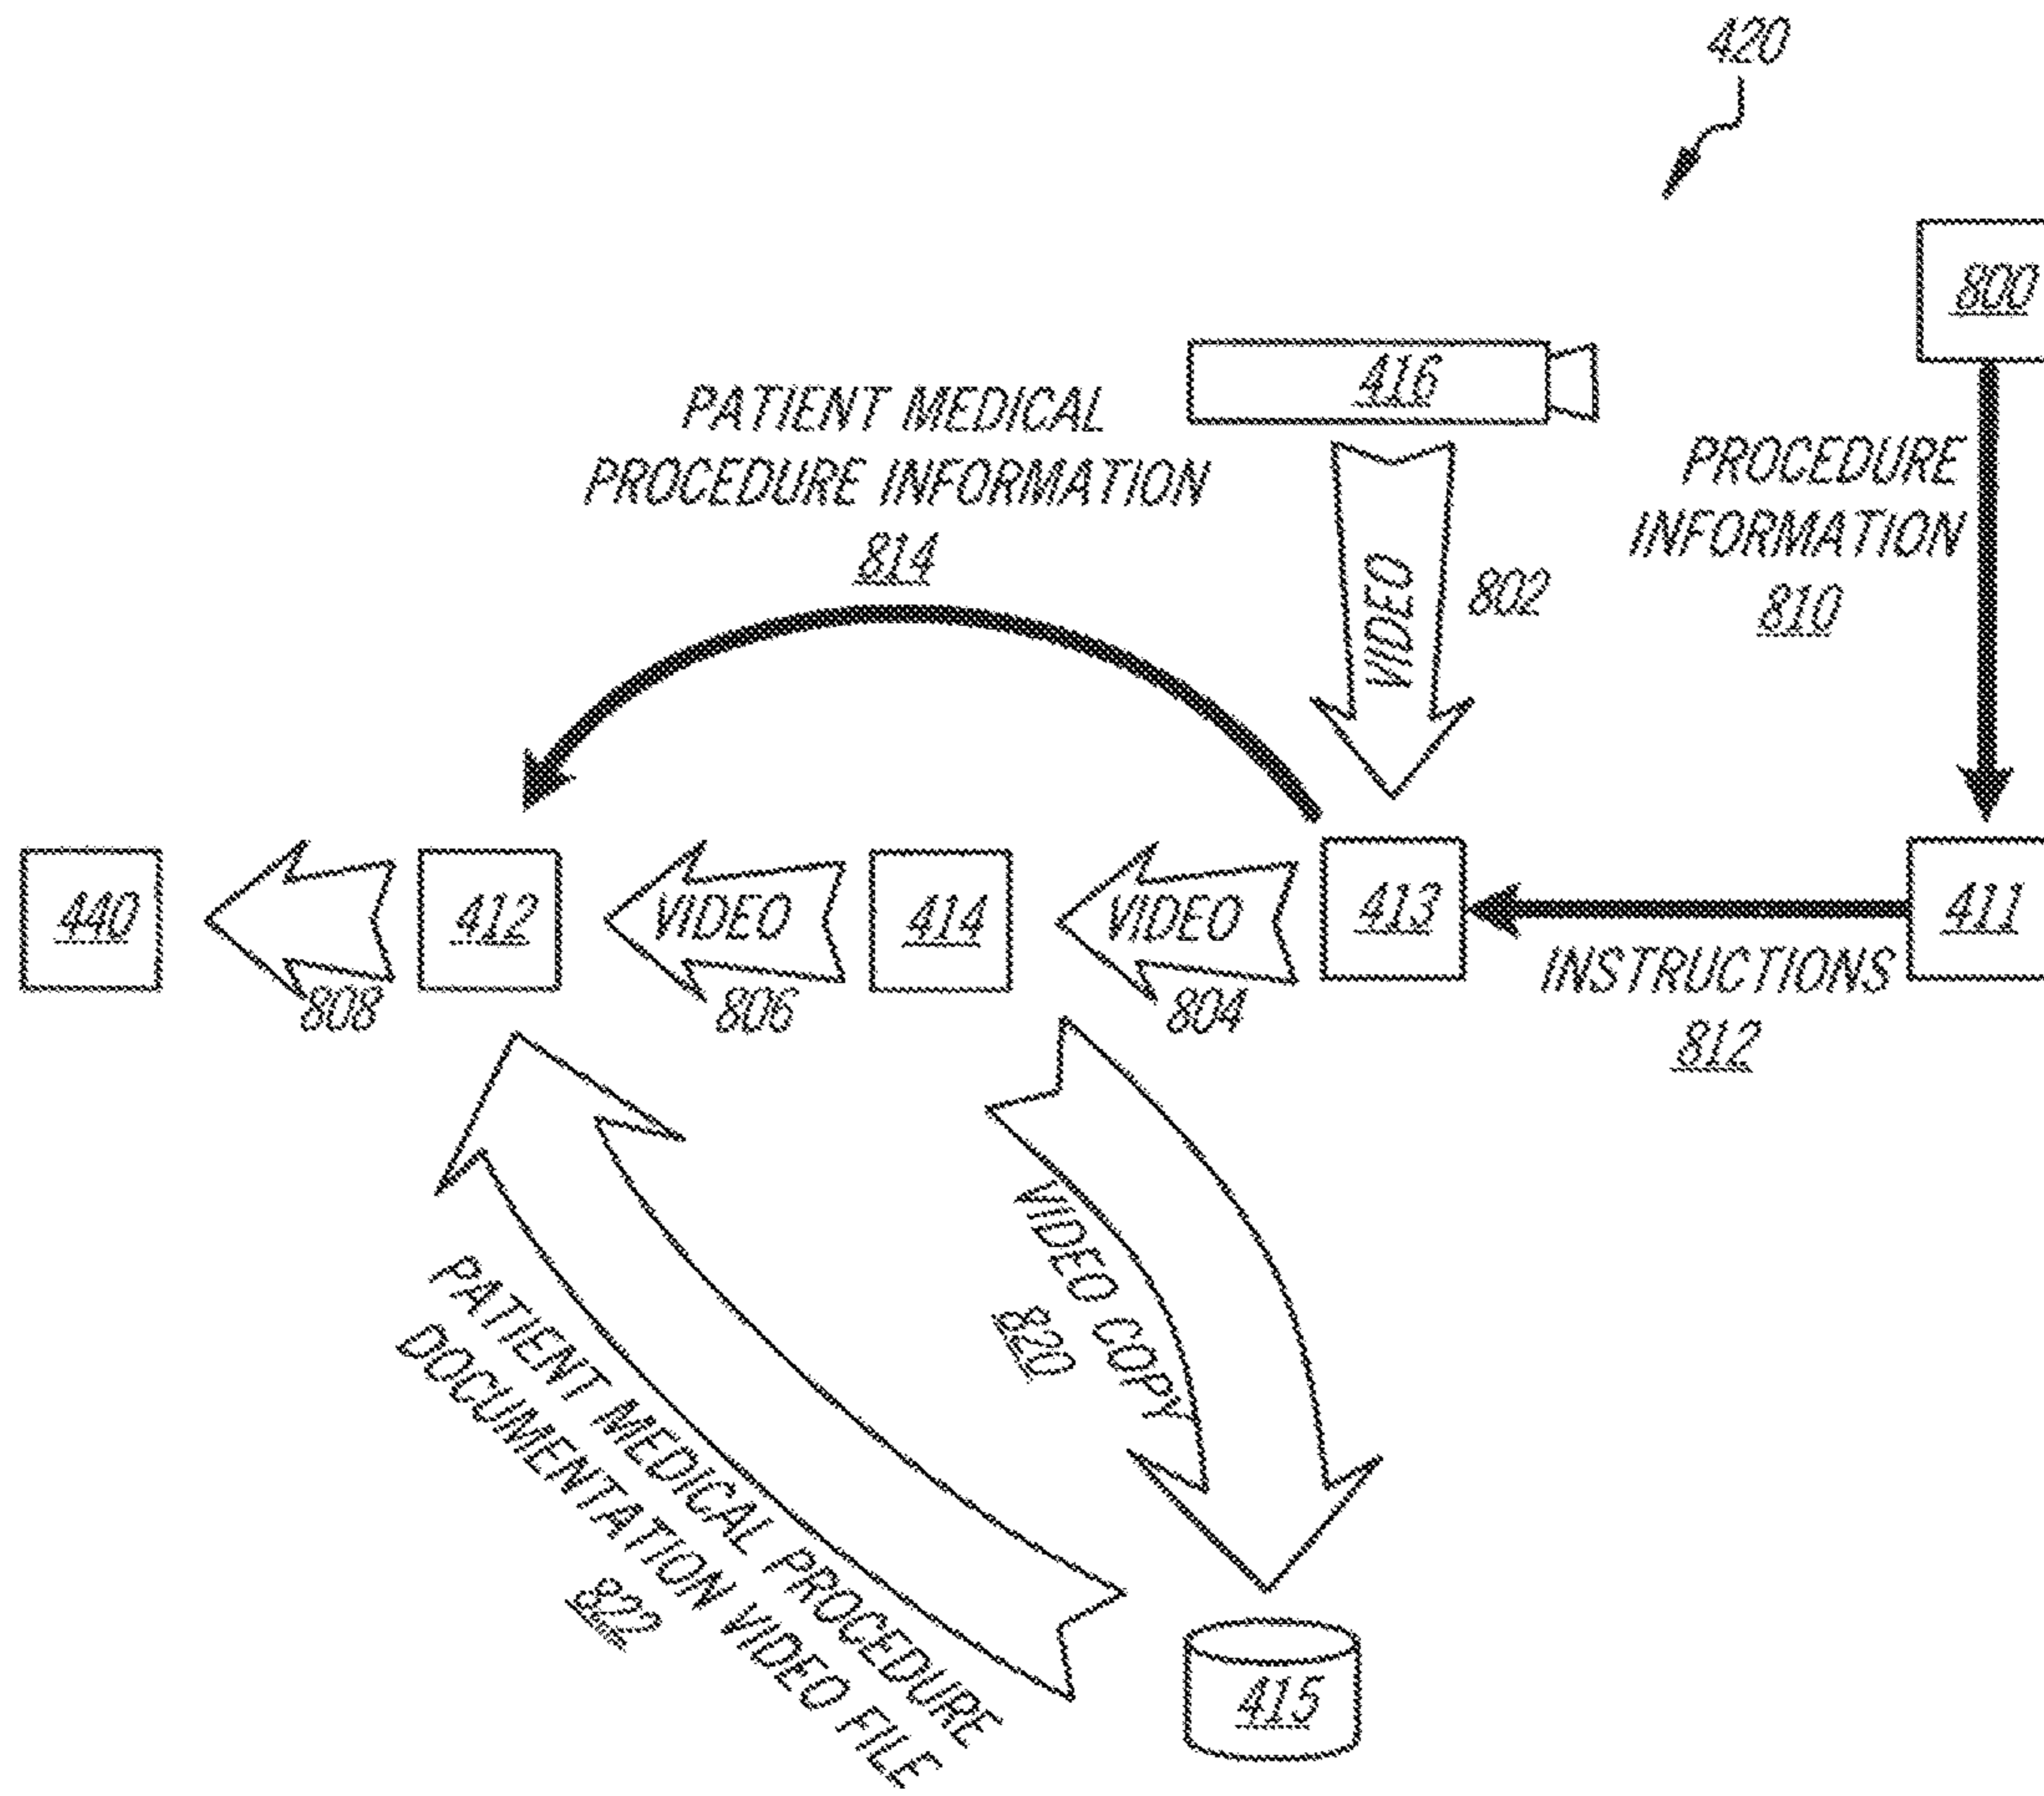 420
800
416
PATIENT MEDICAL
PROCEDURE INFORMATION
814
PROCEDURE
INFORMATION
810
VIDEO
802
440
412
VIDEO
414
VIDEO
413
411
808
806
804
INSTRUCTIONS
812
VIDEO COPY
820
PATIENT MEDICAL PROCEDURE
DOCUMENTATION VIDEO FILE
822
415